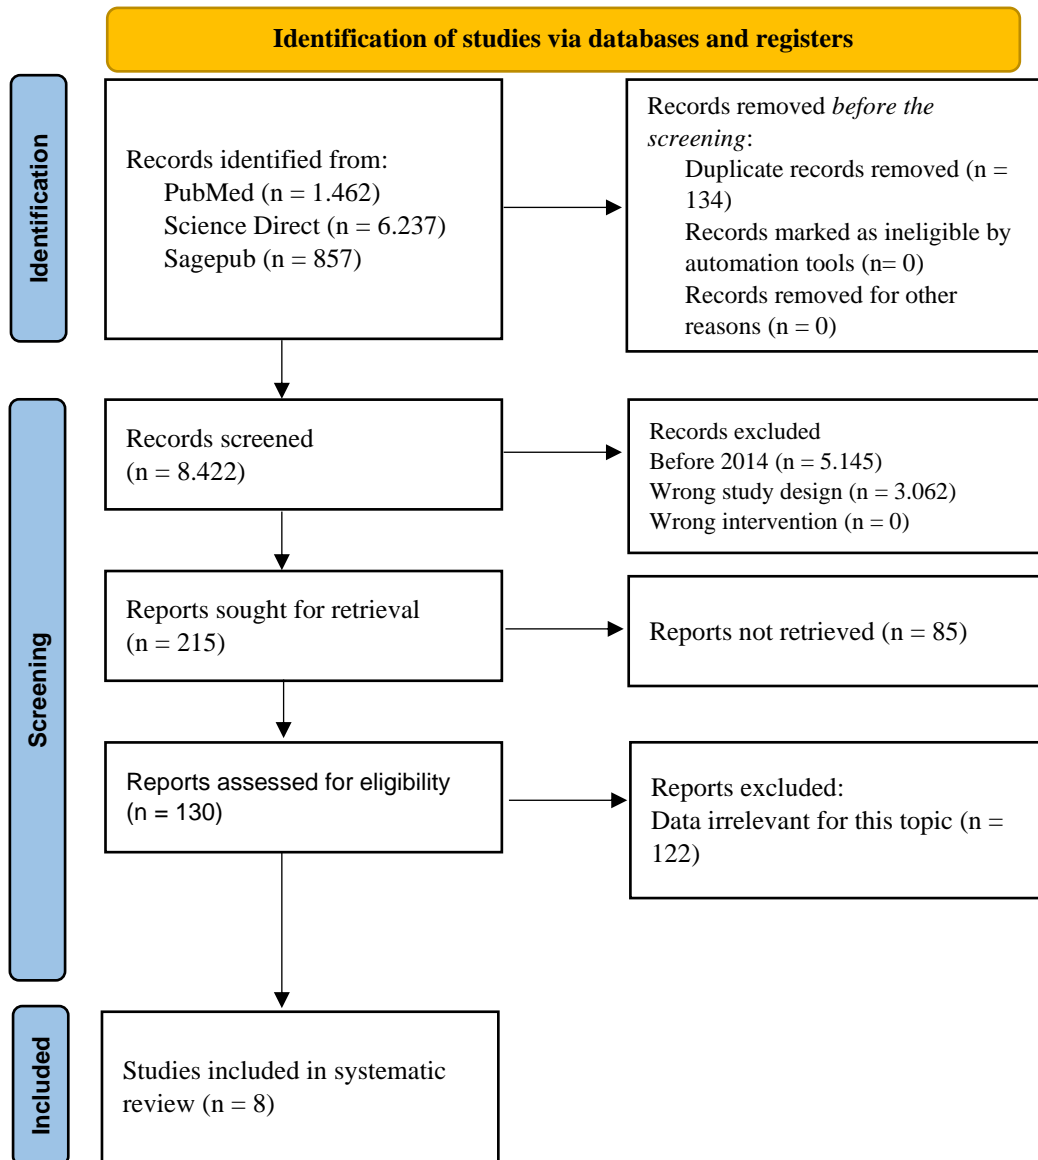 Identification of studies via databases and registers
Identification
Records identified from:
PubMed (n = 1.462)
Science Direct (n = 6.237)
Sagepub (n = 857)
Records removed before the
screening:
Duplicate records removed (n =
134)
Records marked as ineligible by
automation tools (n= 0)
Records removed for other
reasons (n = 0)
Screening
Records screened
(n = 8.422)
Records excluded
Before 2014 (n = 5.145)
Wrong study design (n = 3.062)
Wrong intervention (n = 0)
Reports sought for retrieval
(n = 215)
Reports not retrieved (n = 85)
Reports assessed for eligibility
(n = 130)
Reports excluded:
Data irrelevant for this topic (n =
122)
Included
Studies included in systematic
review (n = 8)